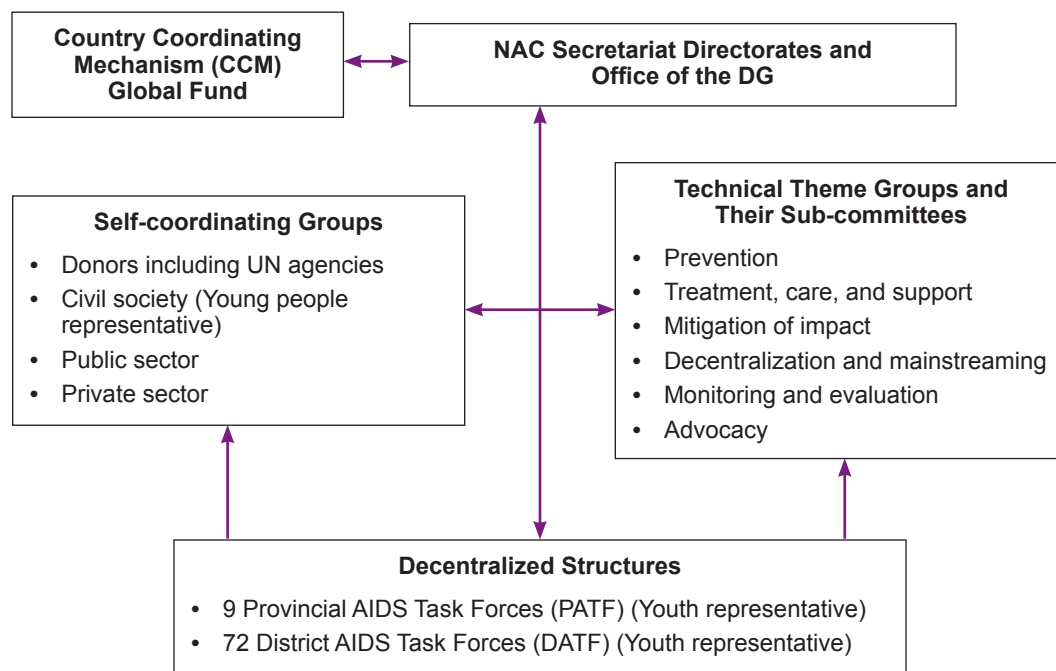 Country Coordinating
Mechanism (CCM)
Global Fund
NAC Secretariat Directorates and
Office of the DG
Self-coordinating Groups
• Donors including UN agencies
• Civil society (Young people
representative)
• Public sector
• Private sector
Technical Theme Groups and
Their Sub-committees
• Prevention
• Treatment, care, and support
• Mitigation of impact
• Decentralization and mainstreaming
• Monitoring and evaluation
• Advocacy
Decentralized Structures
• 9 Provincial AIDS Task Forces (PATF) (Youth representative)
• 72 District AIDS Task Forces (DATF) (Youth representative)